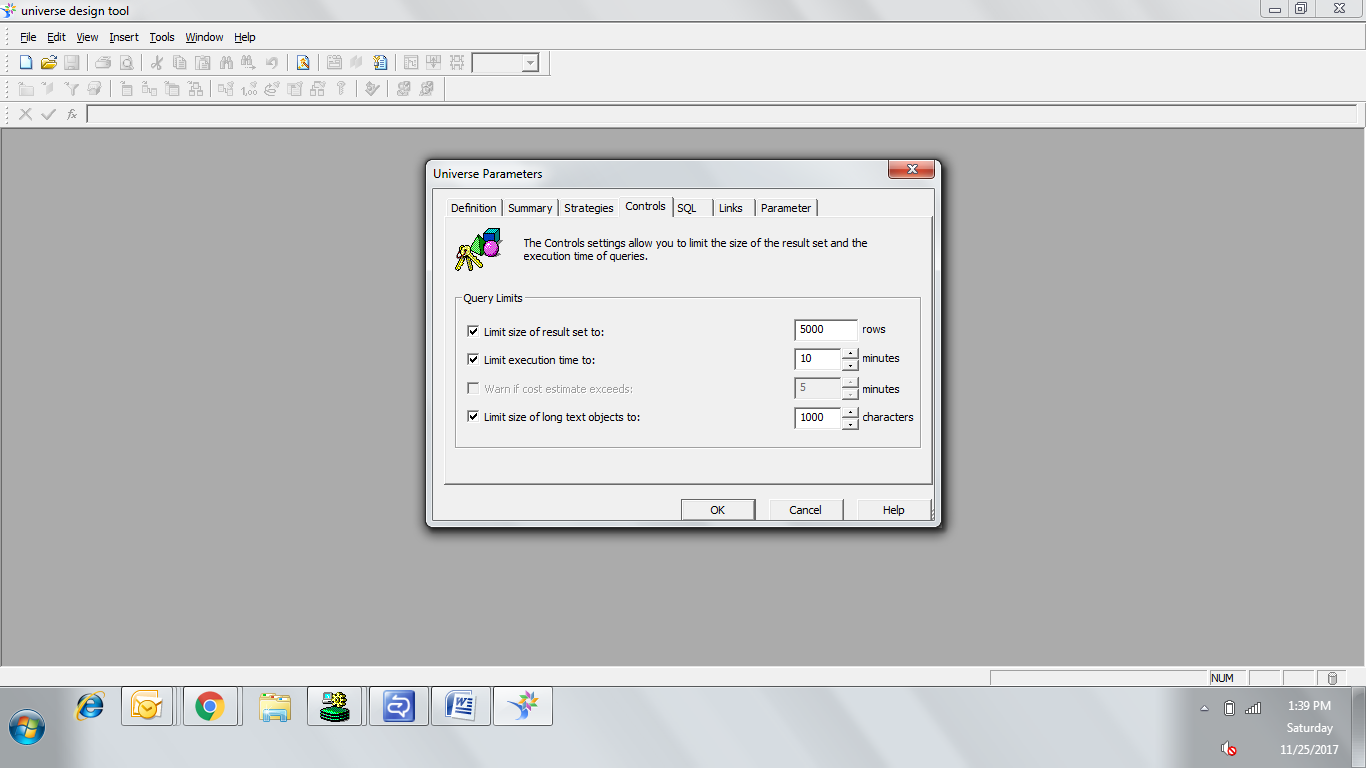 universe design tool
File Edit View Insert Tools Window Help
1,00
fx
Universe Parameters
Definition Summary Strategies Controls SQL Links Parameter
The Controls settings allow you to limit the size of the result set and the
execution time of queries.
Query Limits
Limit size of result set to: 5000 rows
Limit execution time to: 10 minutes
Warn if cost estimate exceeds: 5 minutes
Limit size of long text objects to: 1000 characters
OK Cancel Help
NUM
1:39 PM
Saturday
11/25/2017